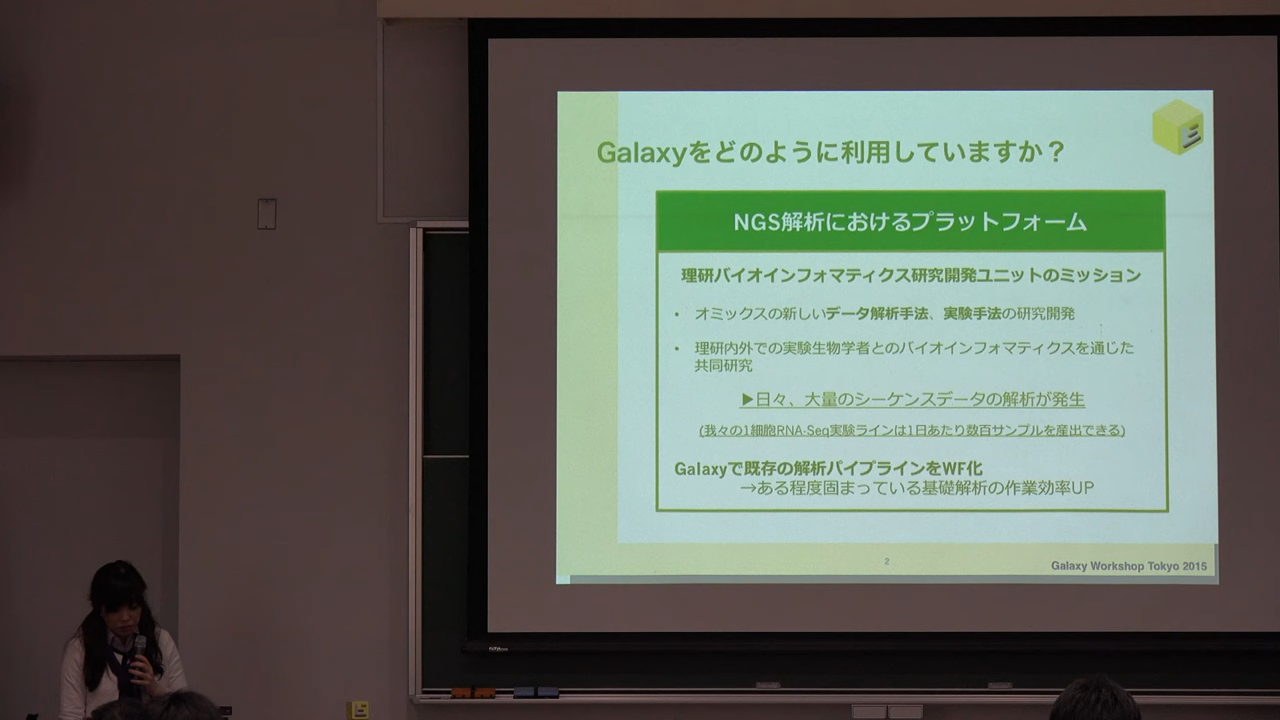 Galaxyをどのように利用していますか？
NGS解析におけるプラットフォーム
理研バイオインフォマティクス研究開発ユニットのミッション
• オミックスの新しいデータ解析手法、実験手法の研究開発
• 理研内外での実験生物学者とのバイオインフォマティクスを通じた
共同研究
▶日々、大量のシーケンスデータの解析が発生
(我々の1細胞RNA-Seq実験ラインは1日あたり数百サンプルを産出できる)
Galaxyで既存の解析パイプラインをWF化
→ある程度固まっている基礎解析の作業効率UP
2
Galaxy Workshop Tokyo 2015